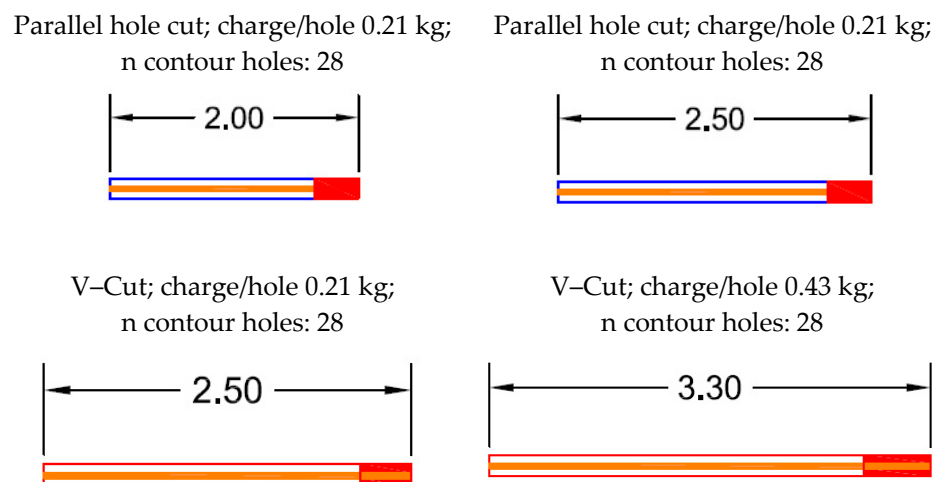 Parallel hole cut; charge/hole 0.21 kg;
n contour holes: 28
2.00
Parallel hole cut; charge/hole 0.21 kg;
n contour holes: 28
2.50
V–Cut; charge/hole 0.21 kg;
n contour holes: 28
2.50
V–Cut; charge/hole 0.43 kg;
n contour holes: 28
3.30